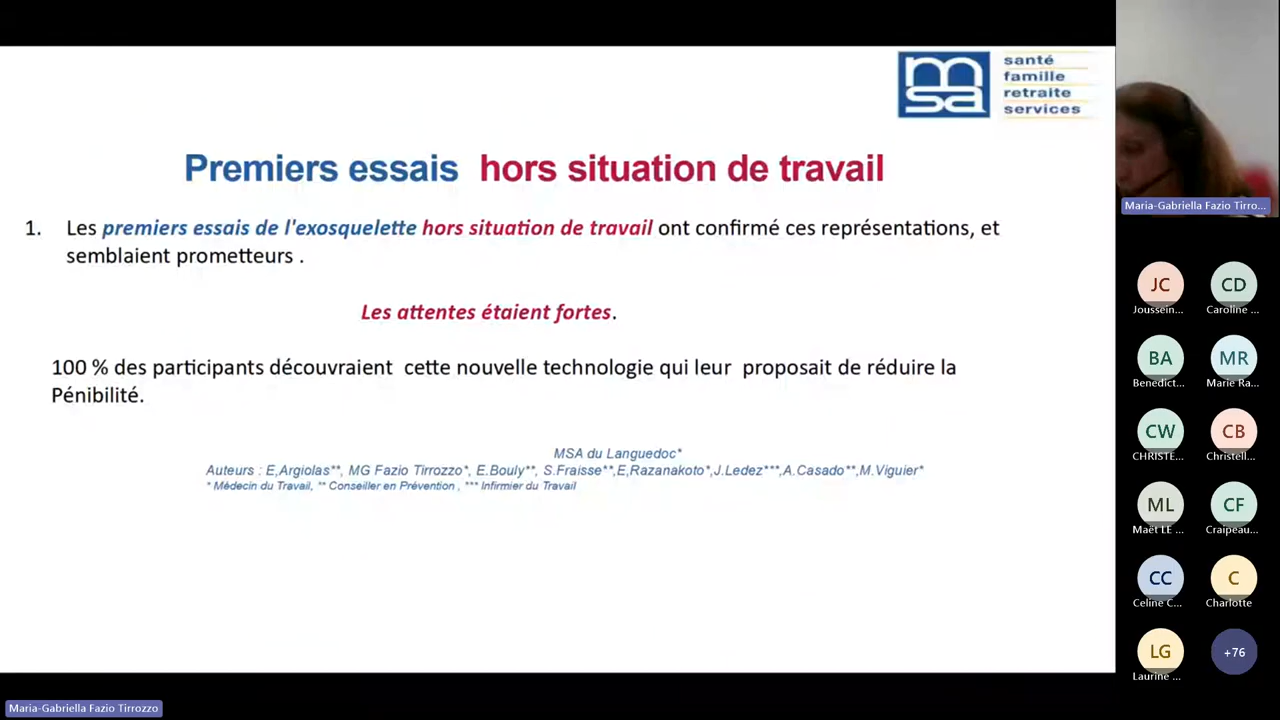 msa
santé
famille
retraite
services
Premiers essais hors situation de travail
1. Les premiers essais de l'exosquelette hors situation de travail ont confirmé ces représentations, et
semblaient prometteurs .
Les attentes étaient fortes.
100 % des participants découvraient cette nouvelle technologie qui leur proposait de réduire la
Pénibilité.
MSA du Languedoc*
Auteurs : E,Argiolas**, MG Fazio Tirrozzo*, E.Bouly**, S.Fraisse**,E,Razanakoto*,J.Ledez***,A.Casado**,M.Viguier*
* Médecin du Travail, ** Conseiller en Prévention , *** Infirmier du Travail
Maria-Gabriella Fazio Tirro...
JC
CD
Joussein...
Caroline ...
BA
MR
Benedict...
Marie Ra...
CW
CB
CHRISTE...
Christell...
ML
CF
Maët LE ...
Craipeau...
CC
C
Celine C...
Charlotte
LG
+76
Laurine ...
Maria-Gabriella Fazio Tirrozzo